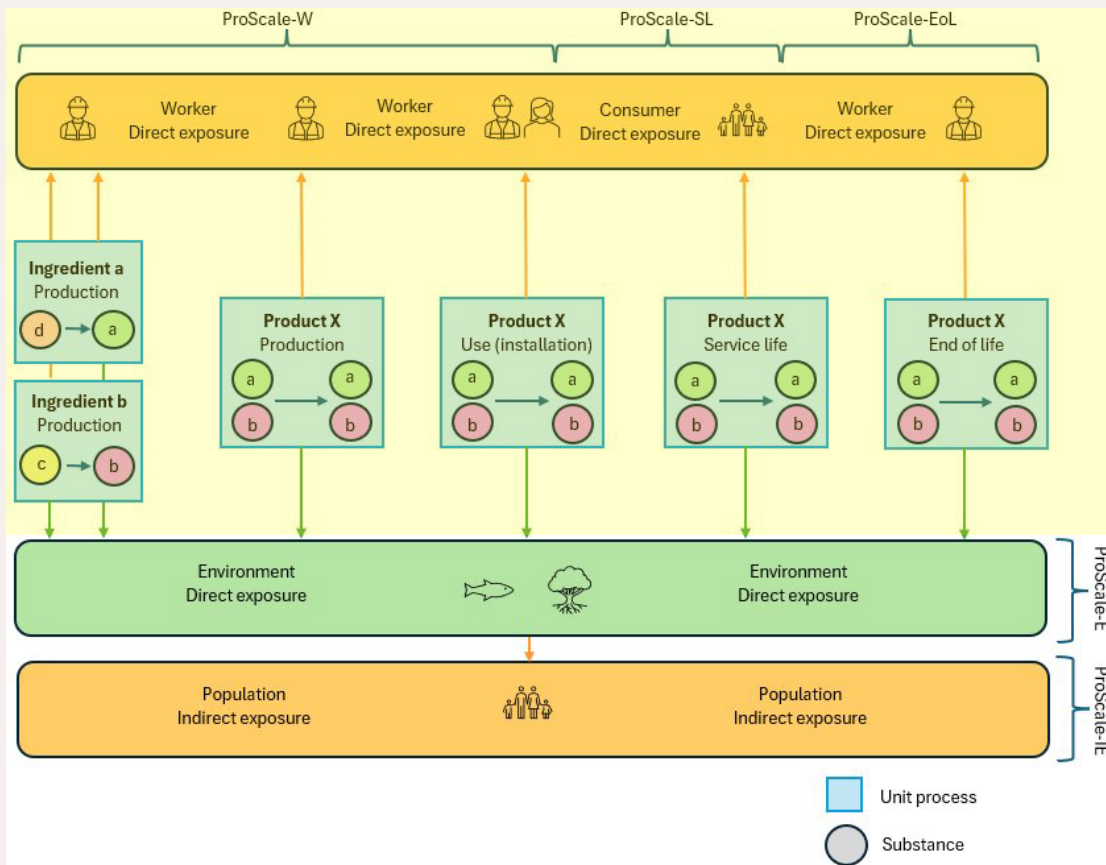 ProScale-W
ProScale-SL
ProScale-EoL
Worker
Direct exposure
Worker
Direct exposure
Consumer
Direct exposure
Worker
Direct exposure
Ingredient a
Production
d
a
Ingredient b
Production
c
b
Product X
Production
a
a
b
b
Product X
Use (installation)
a
a
b
b
Product X
Service life
a
a
b
b
Product X
End of life
a
a
b
b
Environment
Direct exposure
Environment
Direct exposure
ProScale-E
Population
Indirect exposure
Population
Indirect exposure
ProScale-IE
Unit process
Substance